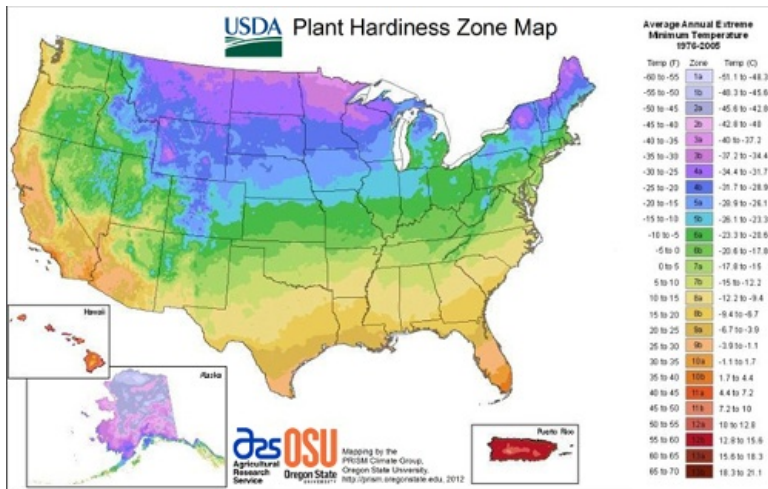 USDA Plant Hardiness Zone Map
Average Annual Extreme
Minimum Temperature
1976-2005
Temp (F) Zone Temp (C)
-60 to -55 1a -51.1 to -48.3
-55 to -50 1b -48.3 to -45.6
-50 to -45 2a -45.6 to -42.8
-45 to -40 2b -42.8 to -40
-40 to -35 3a -40 to -37.2
-35 to -30 3b -37.2 to -34.4
-30 to -25 4a -34.4 to -31.7
-25 to -20 4b -31.7 to -28.9
-20 to -15 5a -28.9 to -26.1
-15 to -10 5b -26.1 to -23.3
-10 to -5 6a -23.3 to -20.6
-5 to 0 6b -20.6 to -17.8
0 to 5 7a -17.8 to -15
5 to 10 7b -15 to -12.2
10 to 15 8a -12.2 to -9.4
15 to 20 8b -9.4 to -6.7
20 to 25 9a -6.7 to -3.9
25 to 30 9b -3.9 to -1.1
30 to 35 10a -1.1 to 1.7
35 to 40 10b 1.7 to 4.4
40 to 45 11a 4.4 to 7.2
45 to 50 11b 7.2 to 10
50 to 55 12a 10 to 12.8
55 to 60 12b 12.8 to 15.6
60 to 65 13a 15.6 to 18.3
65 to 70 18.3 to 21.1
Hawaii
Alaska
Puerto Rico
ars
Agricultural
Research
Service
OSU
Oregon State
University
Mapping by the
PRISM Climate Group,
Oregon State University,
http://prism.oregonstate.edu, 2012